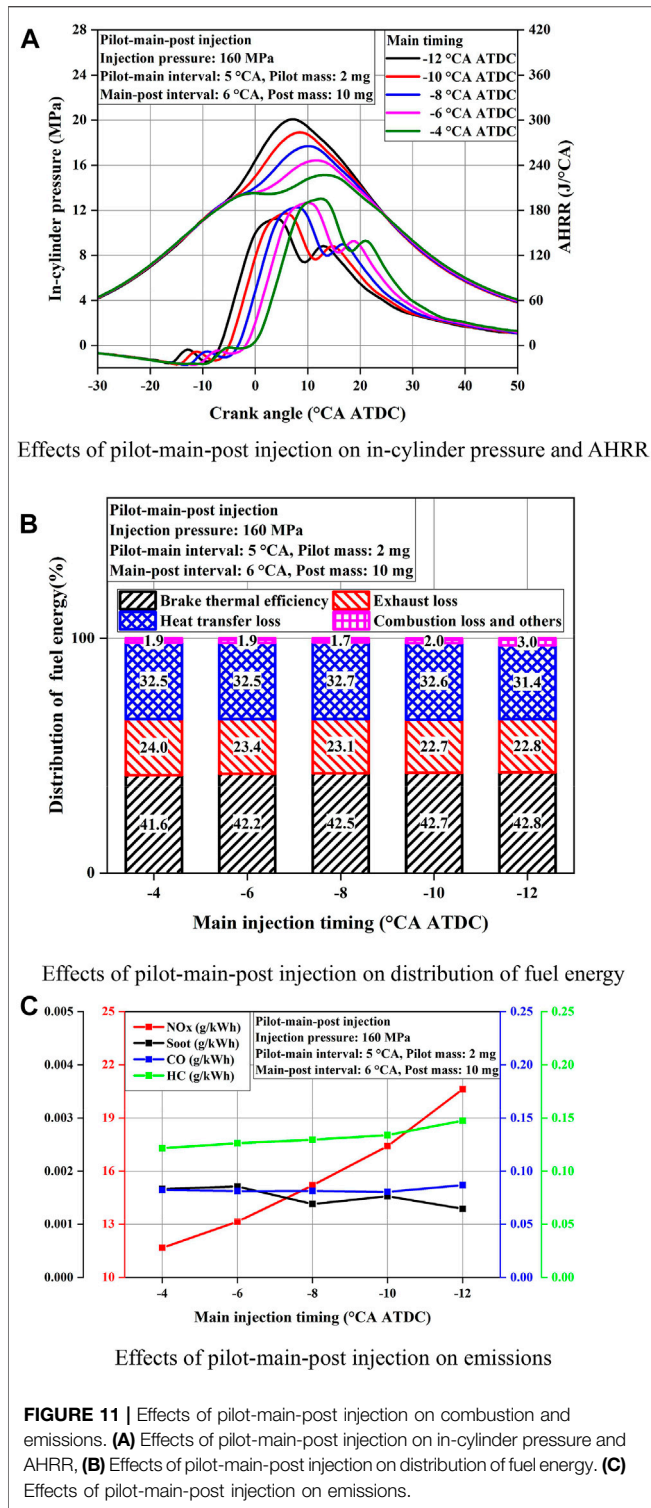 A
Pilot-main-post injection
Injection pressure: 160 MPa
Pilot-main interval: 5 °CA, Pilot mass: 2 mg
Main-post interval: 6 °CA, Post mass: 10 mg
Main timing
-12 °CA ATDC
-10 °CA ATDC
-8 °CA ATDC
-6 °CA ATDC
-4 °CA ATDC
In-cylinder pressure (MPa)
28
24
20
16
12
8
4
0
AHRR (J/°CA)
420
360
300
240
180
120
60
0
-30 -20 -10 0 10 20 30 40 50
Crank angle (°CA ATDC)
Effects of pilot-main-post injection on in-cylinder pressure and AHRR
B
Pilot-main-post injection
Injection pressure: 160 MPa
Pilot-main interval: 5 °CA, Pilot mass: 2 mg
Main-post interval: 6 °CA, Post mass: 10 mg
Brake thermal efficiency Exhaust loss
Heat transfer loss Combustion loss and others
Distribution of fuel energy(%)
100
0
1.9 1.9 1.7 2.0 3.0
32.5 32.5 32.7 32.6 31.4
24.0 23.4 23.1 22.7 22.8
41.6 42.2 42.5 42.7 42.8
-4 -6 -8 -10 -12
Main injection timing (°CA ATDC)
Effects of pilot-main-post injection on distribution of fuel energy
C
NOx (g/kWh)
Soot (g/kWh)
CO (g/kWh)
HC (g/kWh)
Pilot-main-post injection
Injection pressure: 160 MPa
Pilot-main interval: 5 °CA, Pilot mass: 2 mg
Main-post interval: 6 °CA, Post mass: 10 mg
0.005 25 0.25 0.25
0.004 22 0.20 0.20
0.003 19 0.15 0.15
0.002 16 0.10 0.10
0.001 13 0.05 0.05
0.000 10 0.00 0.00
-4 -6 -8 -10 -12
Main injection timing (°CA ATDC)
Effects of pilot-main-post injection on emissions
FIGURE 11 | Effects of pilot-main-post injection on combustion and
emissions. (A) Effects of pilot-main-post injection on in-cylinder pressure and
AHRR, (B) Effects of pilot-main-post injection on distribution of fuel energy. (C)
Effects of pilot-main-post injection on emissions.